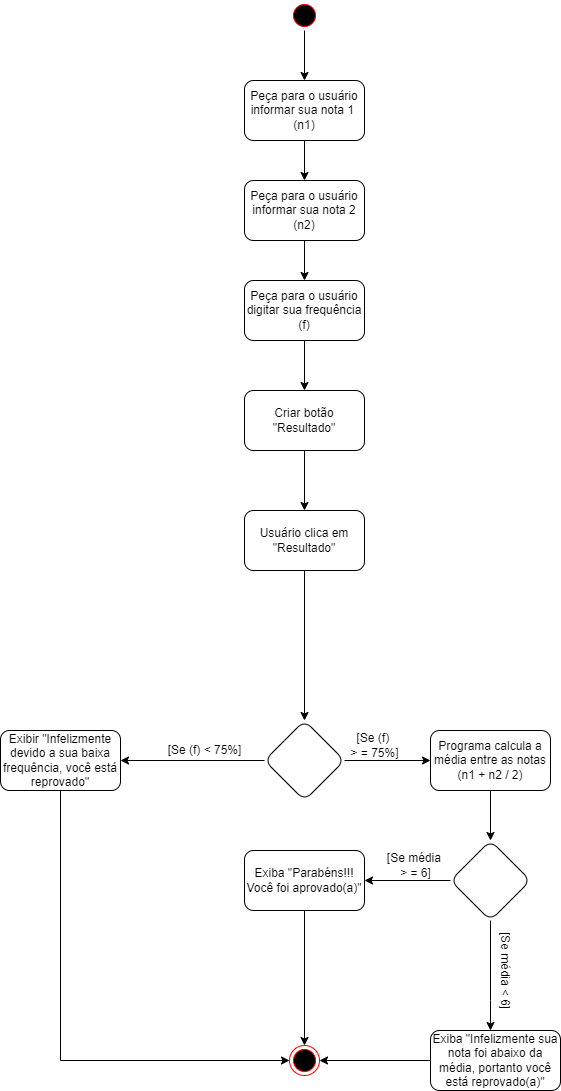 Peça para o usuário
informar sua nota 1
(n1)
Peça para o usuário
informar sua nota 2
(n2)
Peça para o usuário
digitar sua frequência
(f)
Criar botão
"Resultado"
Usuário clica em
"Resultado"
Exibir "Infelizmente
devido a sua baixa
frequência, você está
reprovado"
[Se (f) < 75%]
[Se (f)
> = 75%]
Programa calcula a
média entre as notas
(n1 + n2 / 2)
Exiba "Parabéns!!!
Você foi aprovado(a)"
[Se média
> = 6]
[Se média < 6]
Exiba "Infelizmente sua
nota foi abaixo da
média, portanto você
está reprovado(a)"